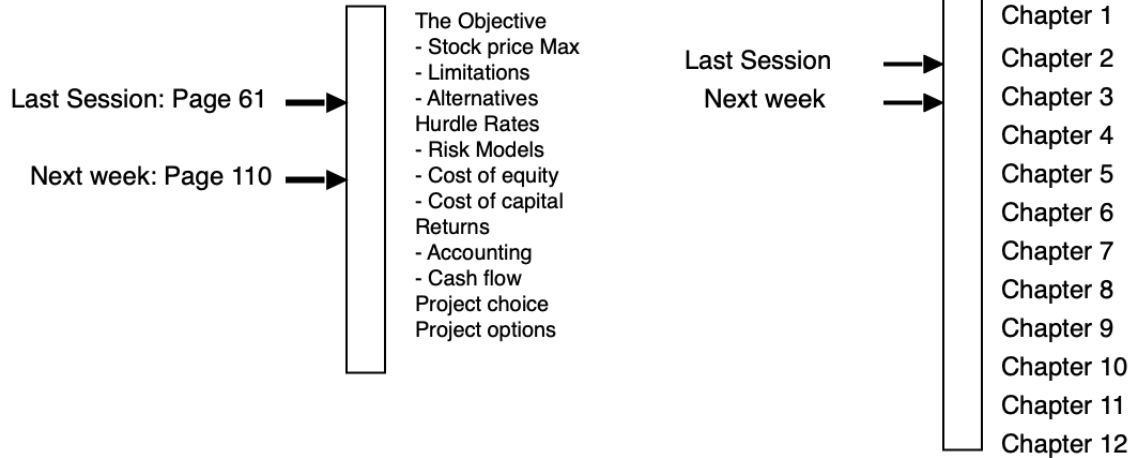 Last Session: Page 61
Next week: Page 110
The Objective
- Stock price Max
- Limitations
- Alternatives
Hurdle Rates
- Risk Models
- Cost of equity
- Cost of capital
Returns
- Accounting
- Cash flow
Project choice
Project options
Last Session
Next week
Chapter 1
Chapter 2
Chapter 3
Chapter 4
Chapter 5
Chapter 6
Chapter 7
Chapter 8
Chapter 9
Chapter 10
Chapter 11
Chapter 12